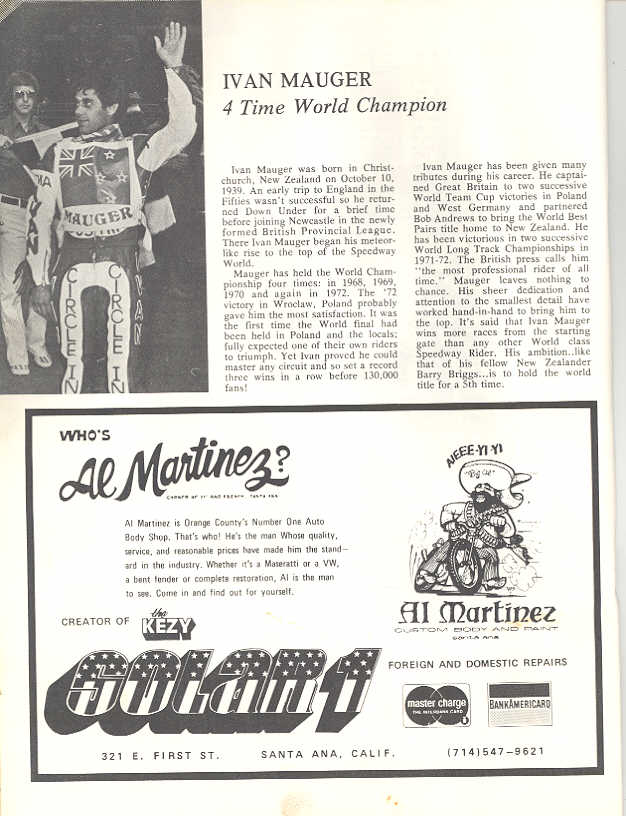 IVAN MAUGER
4 Time World Champion
Ivan Mauger was born in Christ-
church, New Zealand on October 10,
1939. An early trip to England in the
Fifties wasn't successful so he retur-
ned Down Under for a brief time
before joining Newcastle in the newly
formed British Provincial League.
There Ivan Mauger began his meteor-
like rise to the top of the Speedway
World.
Mauger has held the World Cham-
pionship four times: in 1968, 1969,
1970 and again in 1972. The '72
victory in Wroclaw, Poland probably
gave him the most satisfaction. It was
the first time the World final had
been held in Poland and the locals;
fully expected one of their own riders
to triumph. Yet Ivan proved he could
master any circuit and so set a record
three wins in a row before 130,000
fans!
Ivan Mauger has been given many
tributes during his career. He captai-
ned Great Britain to two successive
World Team Cup victories in Poland
and West Germany and partnered
Bob Andrews to bring the World Best
Pairs title home to New Zealand. He
has been victorious in two successive
World Long Track Championships in
1971-72. The British press calls him
"the most professional rider of all
time." Mauger leaves nothing to
chance. His sheer dedication and
attention to the smallest detail have
worked hand-in-hand to bring him to
the top. It's said that Ivan Mauger
wins more races from the starting
gate than any other World class
Speedway Rider. His ambition..like
that of his fellow New Zealander
Barry Briggs...is to hold the world
title for a 5th time.
MAUGER
CIRCLE IN
CIRCLE IN
IVAN
WHO'S
Al Martinez?
CORNER OF 1st AND FRENCH, SANTA ANA
Al Martinez is Orange County's Number One Auto
Body Shop. That's who! He's the man Whose quality,
service, and reasonable prices have made him the stand-
ard in the industry. Whether it's a Maseratti or a VW,
a bent fender or complete restoration, Al is the man
to see. Come in and find out for yourself.
CREATOR OF the
KEZY
SOLAR 1
AIEEE-YI-YI
"Big Al"
Al Martinez
CUSTOM BODY AND PAINT
santa ana
FOREIGN AND DOMESTIC REPAIRS
master charge
THE INTERBANK CARD
BANKAMERICARD
321 E. FIRST ST. SANTA ANA, CALIF. (714)547-9621